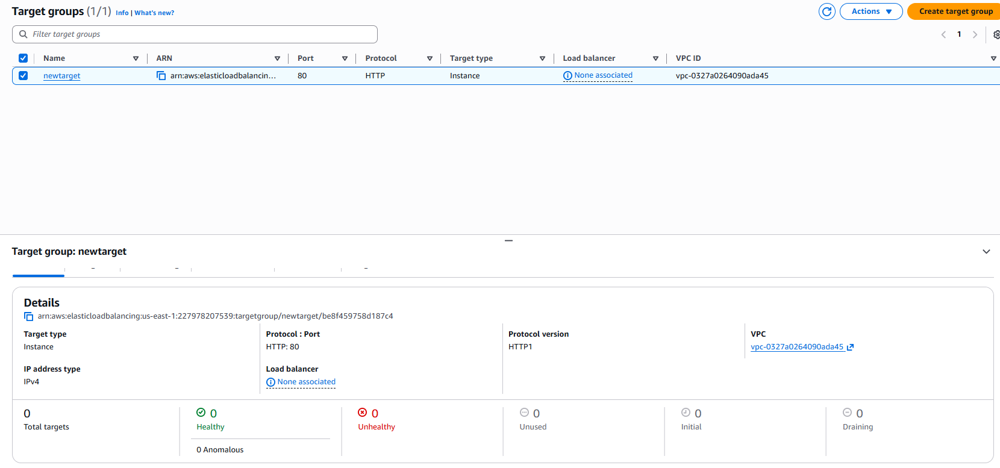 Target groups (1/1) Info | What's new?
Actions
Create target group
Filter target groups
1
Name ARN Port Protocol Target type Load balancer VPC ID
newtarget arn:aws:elasticloadbalancin... 80 HTTP Instance None associated vpc-0327a0264090ada45
Target group: newtarget
Details
arn:aws:elasticloadbalancing:us-east-1:227978207539:targetgroup/newtarget/be8f459758d187c4
Target type Protocol : Port Protocol version VPC
Instance HTTP: 80 HTTP1 vpc-0327a0264090ada45
IP address type Load balancer
IPv4 None associated
0 0 0 0 0 0
Total targets Healthy Unhealthy Unused Initial Draining
0 Anomalous